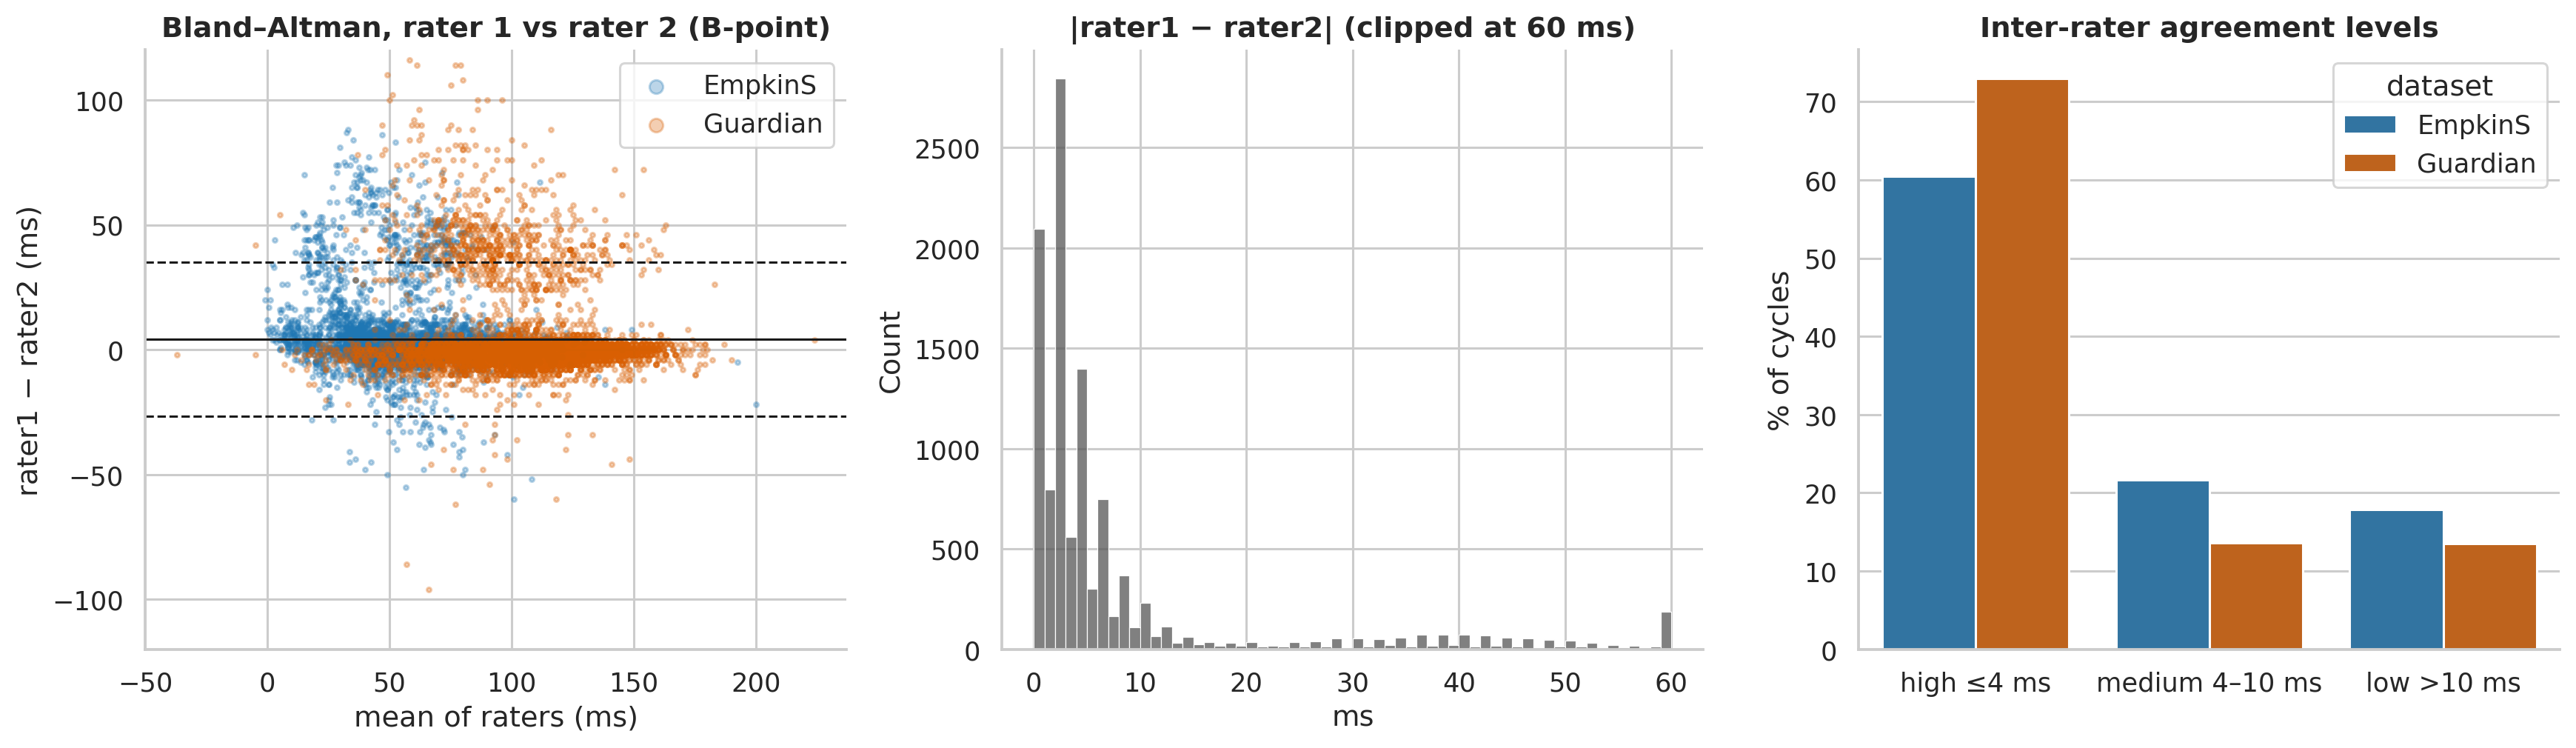 Bland–Altman, rater 1 vs rater 2 (B-point)
rater1 − rater2 (ms)
100
50
0
−50
−100
EmpkinS
Guardian
−50 0 50 100 150 200
mean of raters (ms)
|rater1 − rater2| (clipped at 60 ms)
Count
2500
2000
1500
1000
500
0
0 10 20 30 40 50 60
ms
Inter-rater agreement levels
% of cycles
70
60
50
40
30
20
10
0
dataset
EmpkinS
Guardian
high ≤4 ms medium 4–10 ms low >10 ms